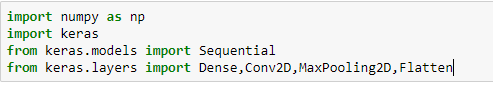 import numpy as np
import keras
from keras.models import Sequential
from keras.layers import Dense,Conv2D,MaxPooling2D,Flatten